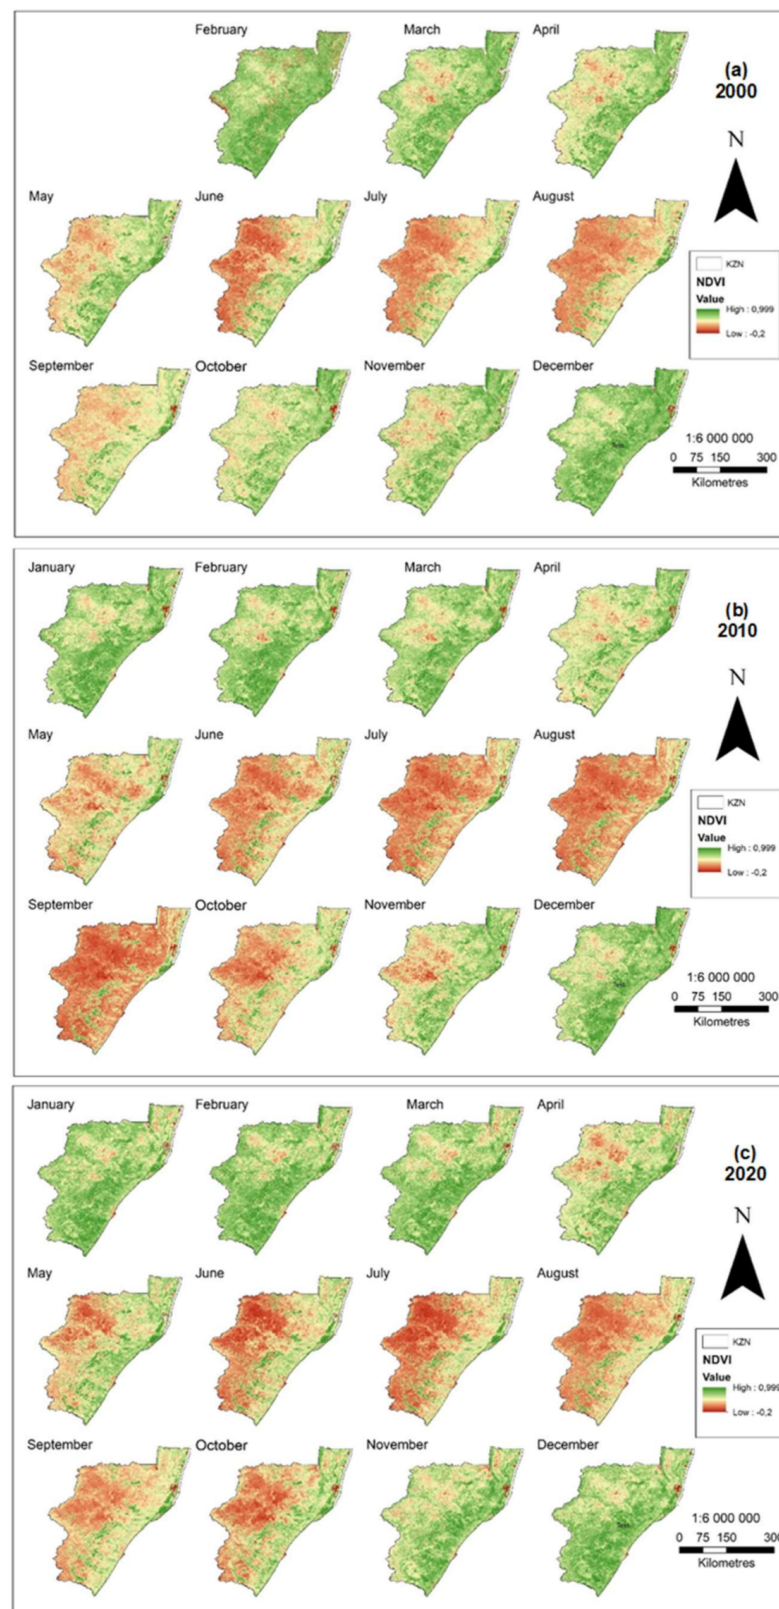 February March April
(a)
2000
N
May June July August
KZN
NDVI
Value
High : 0,999
Low : -0,2
September October November December
1:6 000 000
0 75 150 300
Kilometres
January February March April
(b)
2010
N
May June July August
KZN
NDVI
Value
High : 0,999
Low : -0,2
September October November December
1:6 000 000
0 75 150 300
Kilometres
January February March April
(c)
2020
N
May June July August
KZN
NDVI
Value
High : 0,999
Low : -0,2
September October November December
1:6 000 000
0 75 150 300
Kilometres